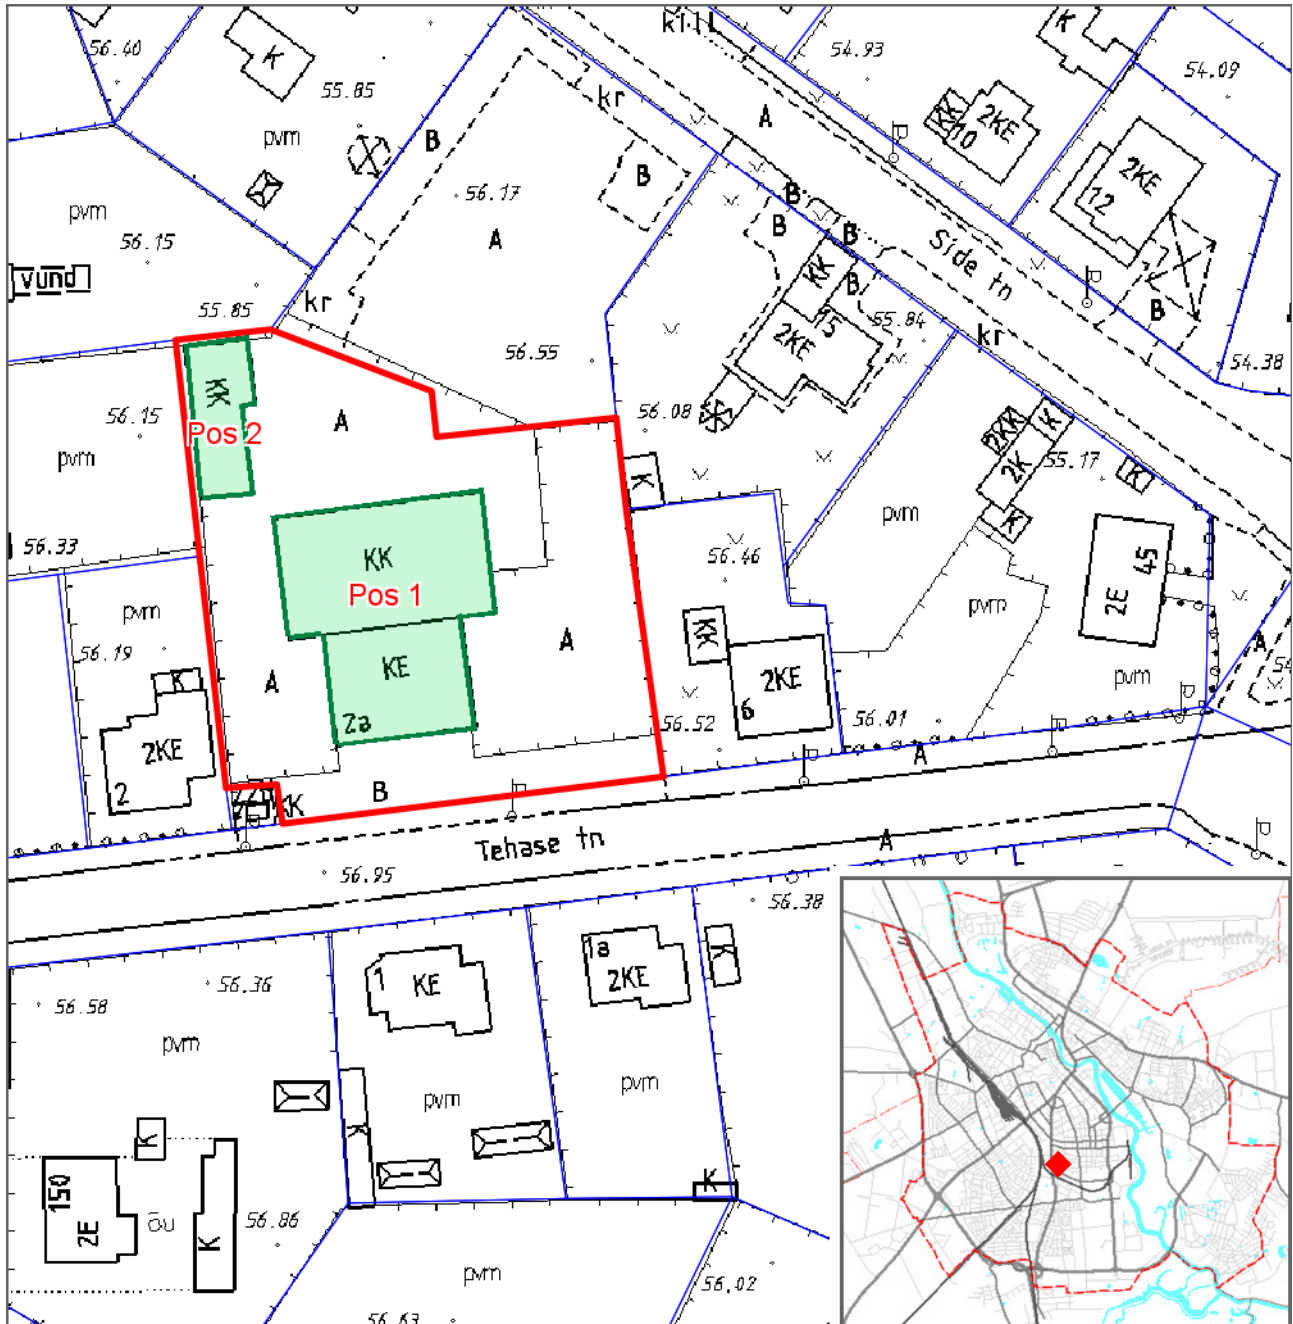 kill
K
56.40
K
54.93
54.09
55.85
kr
A
KK
10
2KE
pvm
B
2KE
12
pvm
56.17
B
B
56.15
A
B
B
Side tn
vund
KK
B
B
55.85
kr
15
55.84
2KE
kr
56.55
54.38
KK
56.15
A
56.08
2KK
K
Pos 2
2K
55.17
K
pvm
K
pvm
K
56.33
KK
56.46
45
Pos 1
2E
pvm
pvm
KK
56.19
KE
A
A
K
A
2KE
pvm
2a
6
56.52
56.01
2KE
2
A
B
KK
Tehase tn
A
56.95
56.38
1a
K
1
KE
2KE
56.58
56.36
pvm
pvm
pvm
K
K
150
K
2E
õu
K
56.86
pvm
56.02
56.63